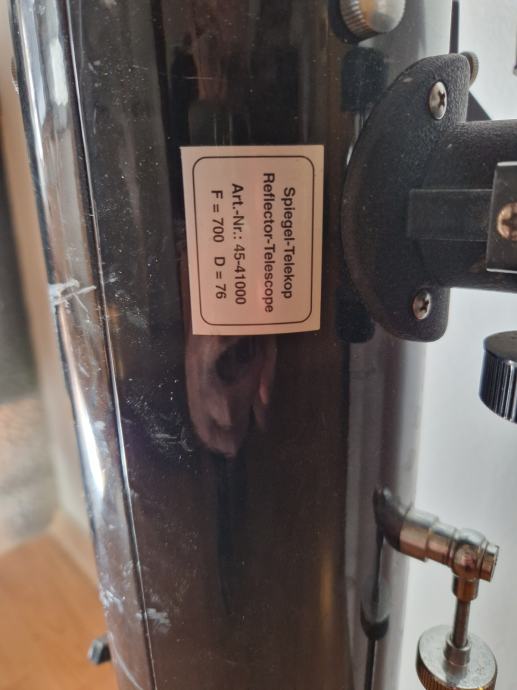 Spiegel-Telekop
Reflector-Telescope
Art.-Nr.: 45-41000
F = 700 D = 76